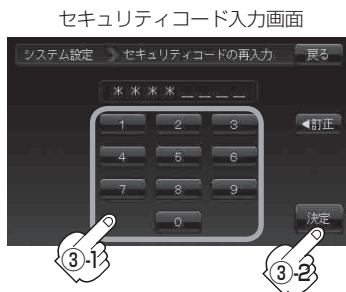 セキュリティコード入力画面
システム設定 セキュリティコードの再入力 戻る
＊＊＊＊＿＿＿＿
1 2 3 ◀訂正
4 5 6
7 8 9
0 決定
③-1 ③-2